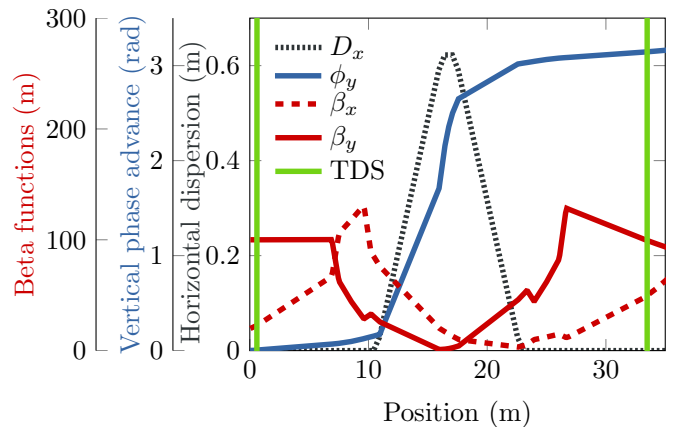 Beta functions (m)
300
200
100
0
Vertical phase advance (rad)
3
2
1
0
Horizontal dispersion (m)
0.6
0.4
0.2
0
D_x
ϕ_y
β_x
β_y
TDS
0
10
20
30
Position (m)